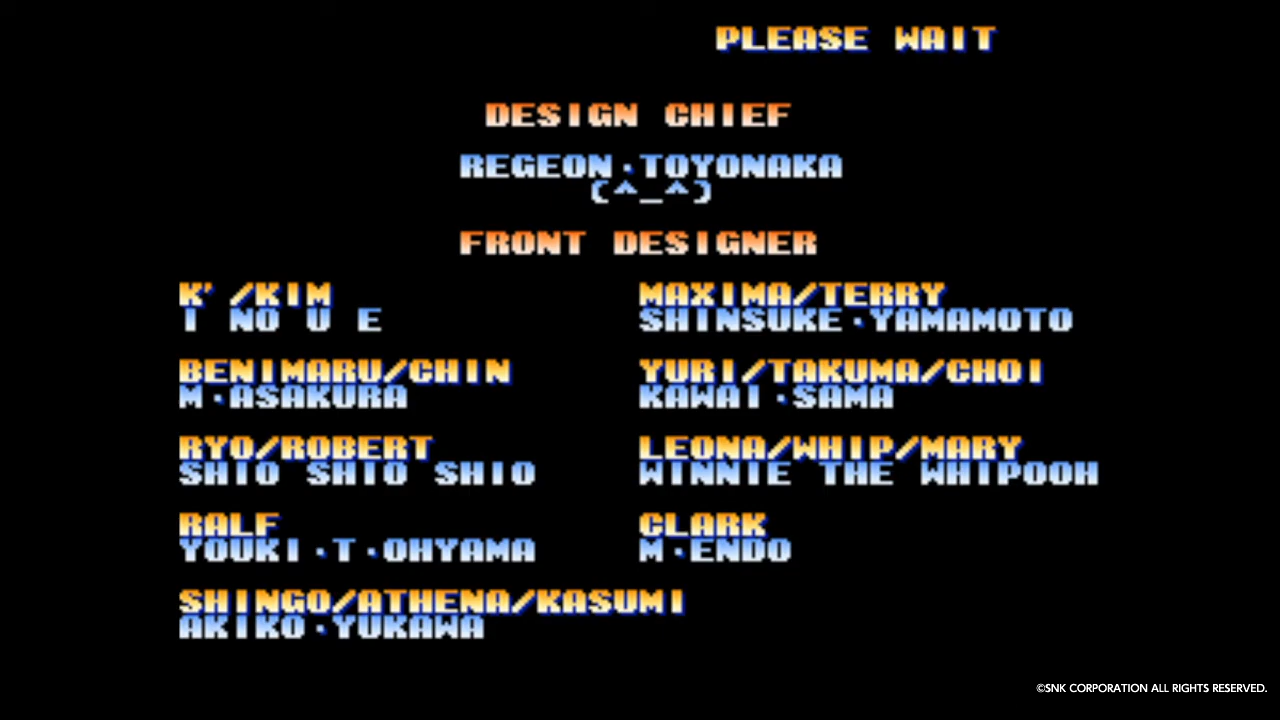 PLEASE WAIT
DESIGN CHIEF
REGEON·TOYONAKA
(^_^)
FRONT DESIGNER
K'/KIM
I NO U E
MAXIMA/TERRY
SHINSUKE·YAMAMOTO
BENIMARU/CHIN
M·ASAKURA
YURI/TAKUMA/CHOI
KAWAI·SAMA
RYO/ROBERT
SHIO SHIO SHIO
LEONA/WHIP/MARY
WINNIE THE WHIPOOH
RALF
YOUKI·T·OHYAMA
CLARK
M·ENDO
SHINGO/ATHENA/KASUMI
AKIKO·YUKAWA
©SNK CORPORATION ALL RIGHTS RESERVED.